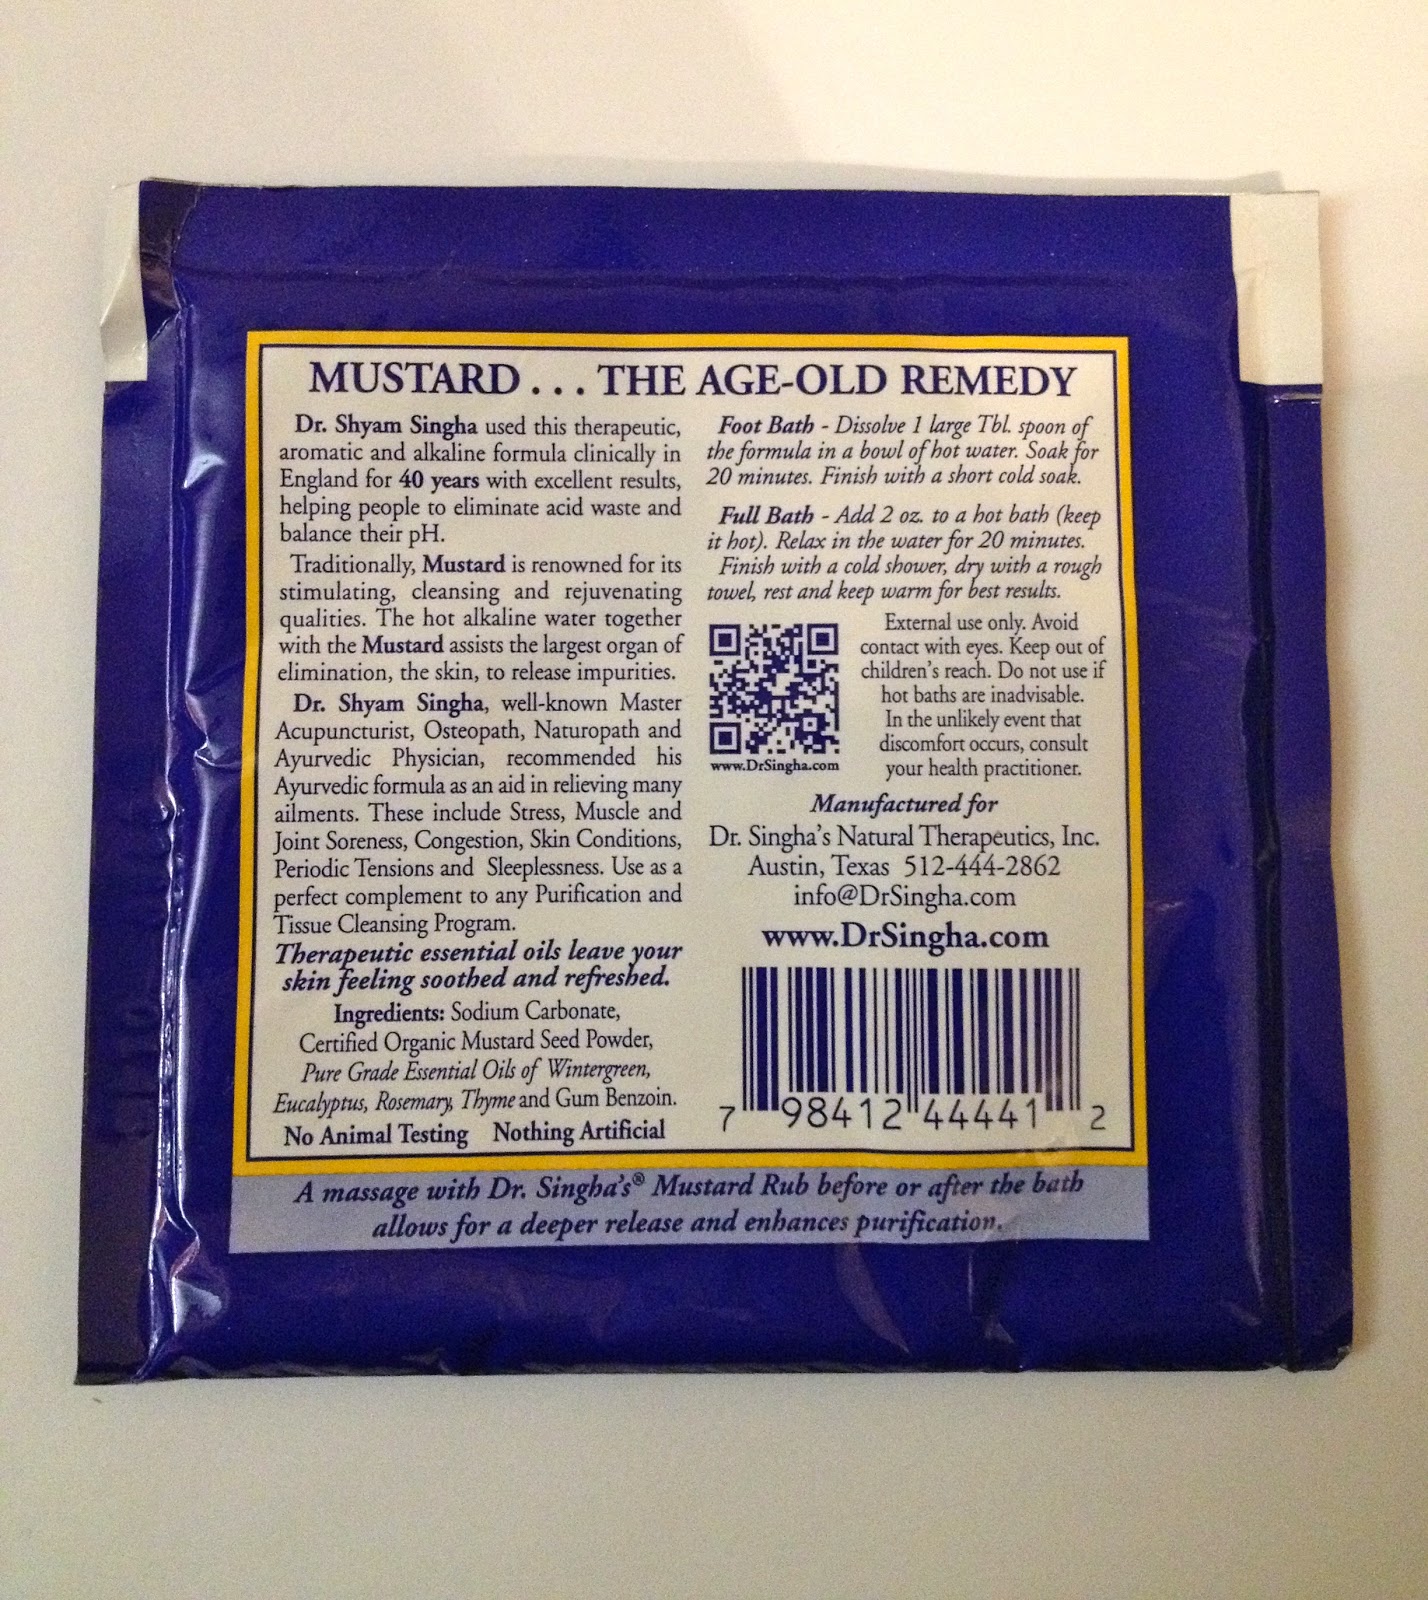 MUSTARD . . . THE AGE-OLD REMEDY
Dr. Shyam Singha used this therapeutic,
aromatic and alkaline formula clinically in
England for 40 years with excellent results,
helping people to eliminate acid waste and
balance their pH.
Traditionally, Mustard is renowned for its
stimulating, cleansing and rejuvenating
qualities. The hot alkaline water together
with the Mustard assists the largest organ of
elimination, the skin, to release impurities.
Dr. Shyam Singha, well-known Master
Acupuncturist, Osteopath, Naturopath and
Ayurvedic Physician, recommended his
Ayurvedic formula as an aid in relieving many
ailments. These include Stress, Muscle and
Joint Soreness, Congestion, Skin Conditions,
Periodic Tensions and Sleeplessness. Use as a
perfect complement to any Purification and
Tissue Cleansing Program.
Therapeutic essential oils leave your
skin feeling soothed and refreshed.
Ingredients: Sodium Carbonate,
Certified Organic Mustard Seed Powder,
Pure Grade Essential Oils of Wintergreen,
Eucalyptus, Rosemary, Thyme and Gum Benzoin.
No Animal Testing Nothing Artificial
Foot Bath - Dissolve 1 large Tbl. spoon of
the formula in a bowl of hot water. Soak for
20 minutes. Finish with a short cold soak.
Full Bath - Add 2 oz. to a hot bath (keep
it hot). Relax in the water for 20 minutes.
Finish with a cold shower, dry with a rough
towel, rest and keep warm for best results.
www.DrSingha.com
External use only. Avoid
contact with eyes. Keep out of
children's reach. Do not use if
hot baths are inadvisable.
In the unlikely event that
discomfort occurs, consult
your health practitioner.
Manufactured for
Dr. Singha's Natural Therapeutics, Inc.
Austin, Texas 512-444-2862
info@DrSingha.com
www.DrSingha.com
7 98412 44441 2
A massage with Dr. Singha's® Mustard Rub before or after the bath
allows for a deeper release and enhances purification.